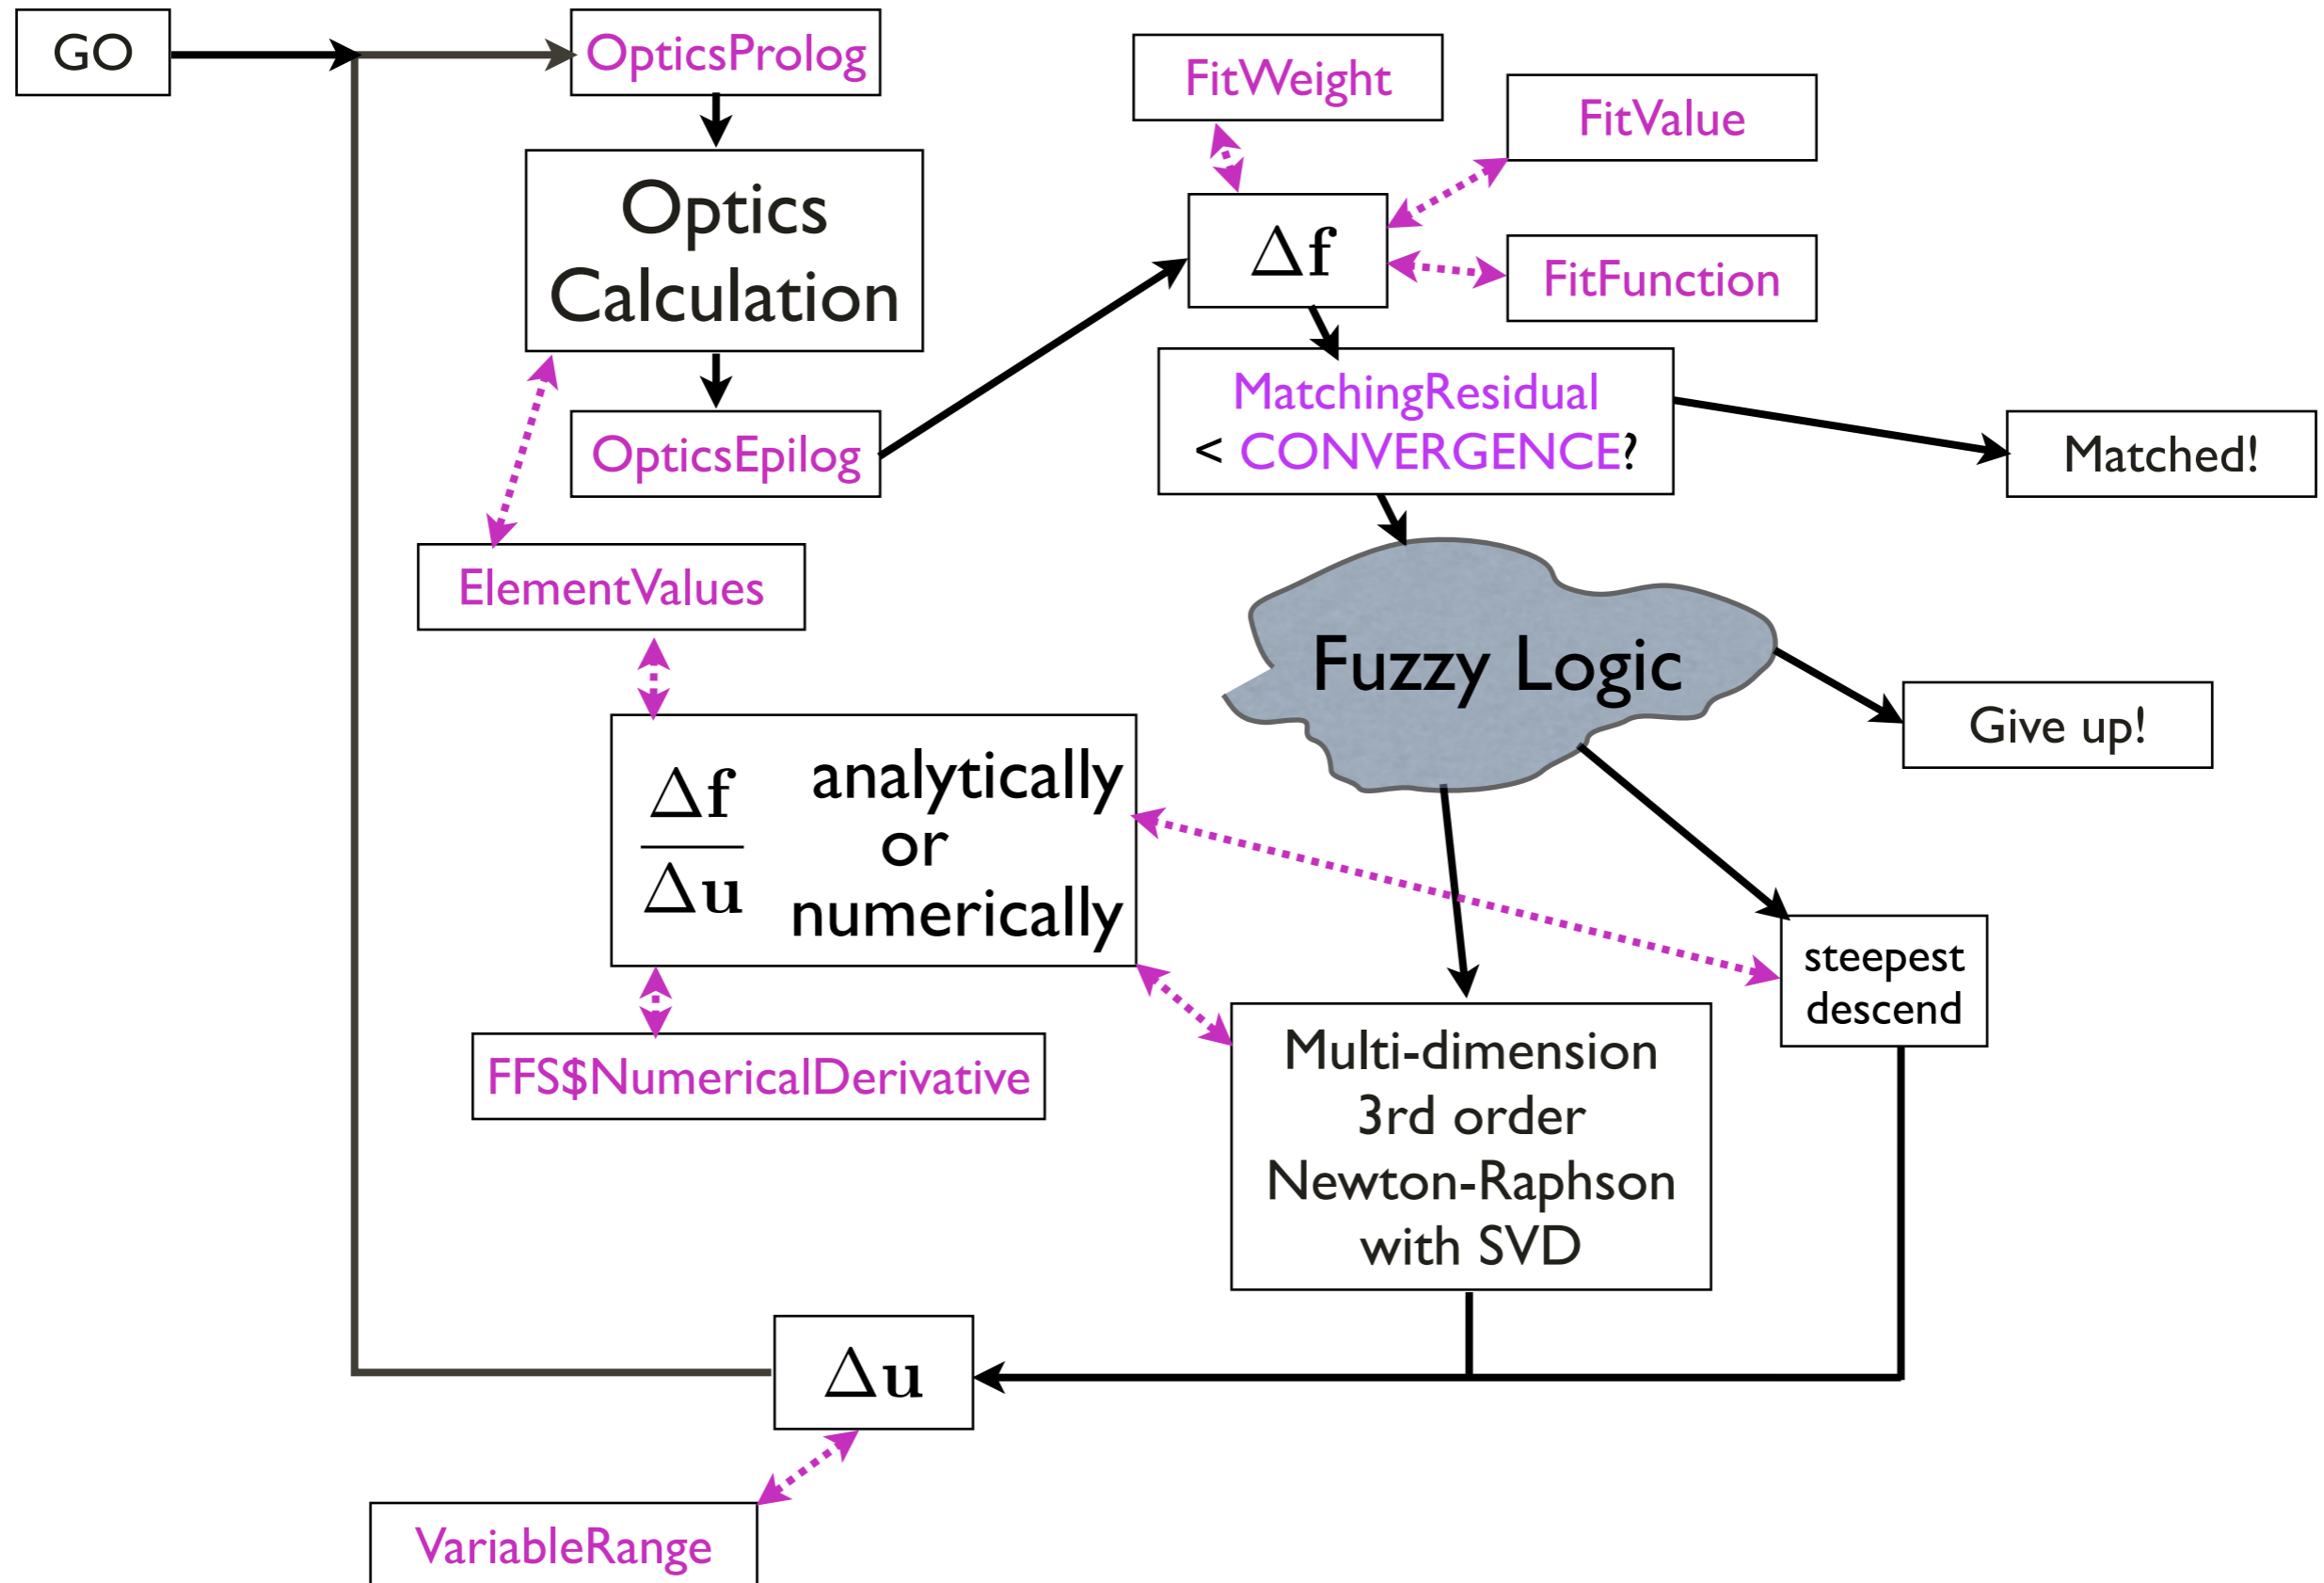 GO
OpticsProlog
FitWeight
FitValue
Optics
Calculation
Δf
FitFunction
MatchingResidual
< CONVERGENCE?
OpticsEpilog
Matched!
ElementValues
Fuzzy Logic
Give up!
Δf
Δu
analytically
or
numerically
steepest
descend
FFS$NumericalDerivative
Multi-dimension
3rd order
Newton-Raphson
with SVD
Δu
VariableRange